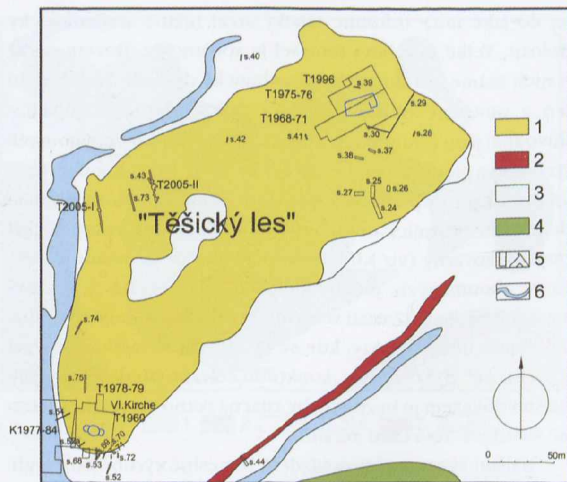 s.40
T1996
s.39
T1975-76
s.29
T1968-71
s.30
s.41
s.28
s.42
s.37
s.38
s.43
s.25
s.26
s.27
T2005-II
s.24
T2005-I
s.73
"Těšický les"
s.74
s.75
T1978-79
VI.Kirche
T1960
K1977-84
s.54
s.70
s.68
s.53
s.72
s.52
s.44
0
50m
1
2
3
4
5
6